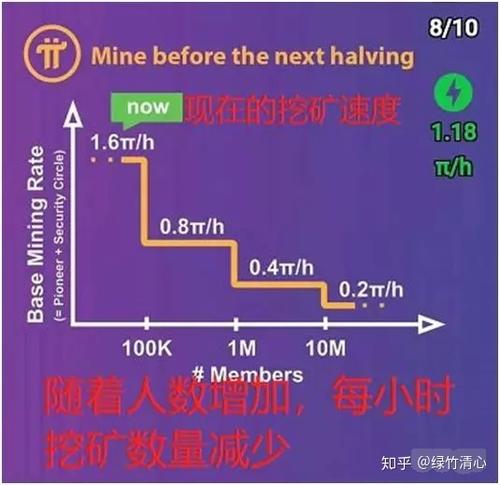 8/10
Mine before the next halving
now
现在的挖矿速度
1.18
π/h
1.6π/h
0.8π/h
0.4π/h
0.2π/h
Base Mining Rate
(= Pioneer + Security Circle)
100K
1M
10M
# Members
随着人数增加，每小时
挖矿数量减少
知乎 @绿竹清心